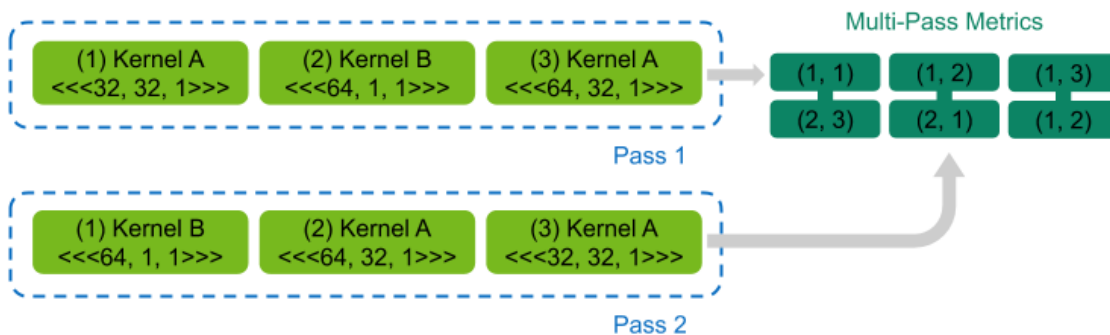 Multi-Pass Metrics
(1) Kernel A
<<<32, 32, 1>>>
(2) Kernel B
<<<64, 1, 1>>>
(3) Kernel A
<<<64, 32, 1>>>
Pass 1
(1, 1)
(1, 2)
(1, 3)
(2, 3)
(2, 1)
(1, 2)
(1) Kernel B
<<<64, 1, 1>>>
(2) Kernel A
<<<64, 32, 1>>>
(3) Kernel A
<<<32, 32, 1>>>
Pass 2